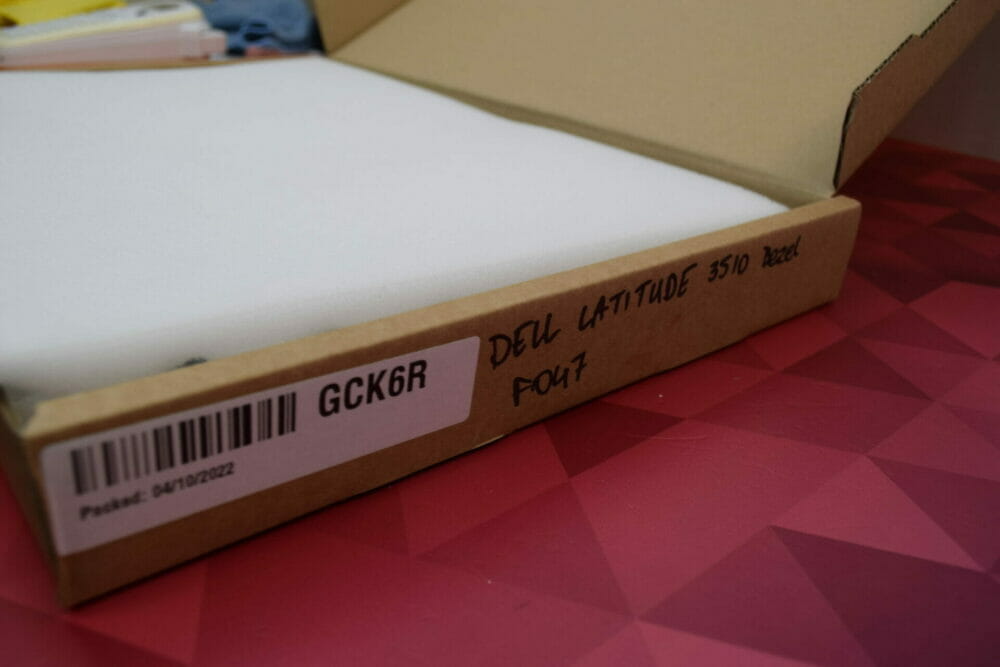 GCK6R
Packed: 04/10/2022
DELL LATITUDE 3510 Bezel
F047